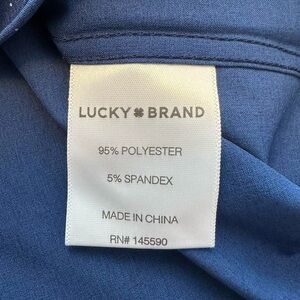 LUCKY BRAND
95% POLYESTER
5% SPANDEX
MADE IN CHINA
RN# 145590